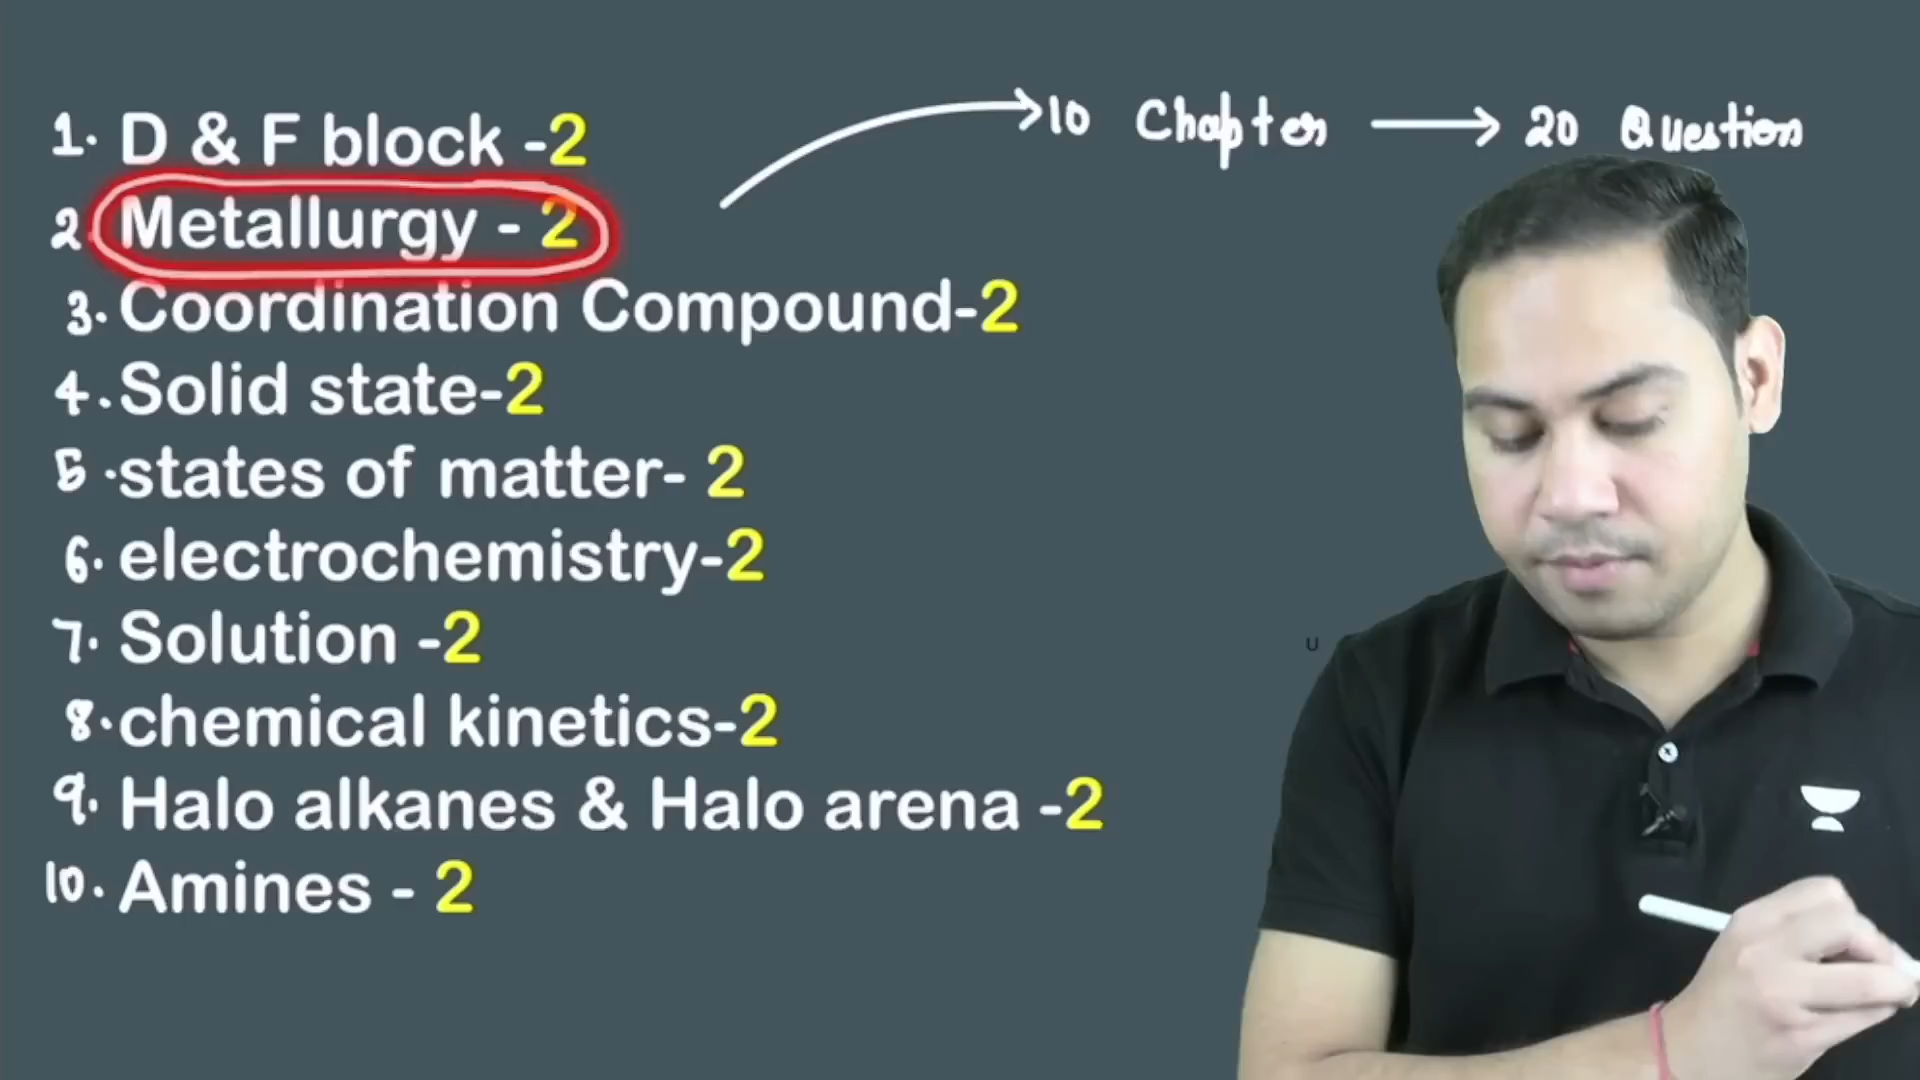 10 Chapter → 20 Question
1. D & F block -2
2. Metallurgy - 2
3. Coordination Compound-2
4. Solid state-2
5. states of matter- 2
6. electrochemistry-2
7. Solution -2
8. chemical kinetics-2
9. Halo alkanes & Halo arena -2
10. Amines - 2
U